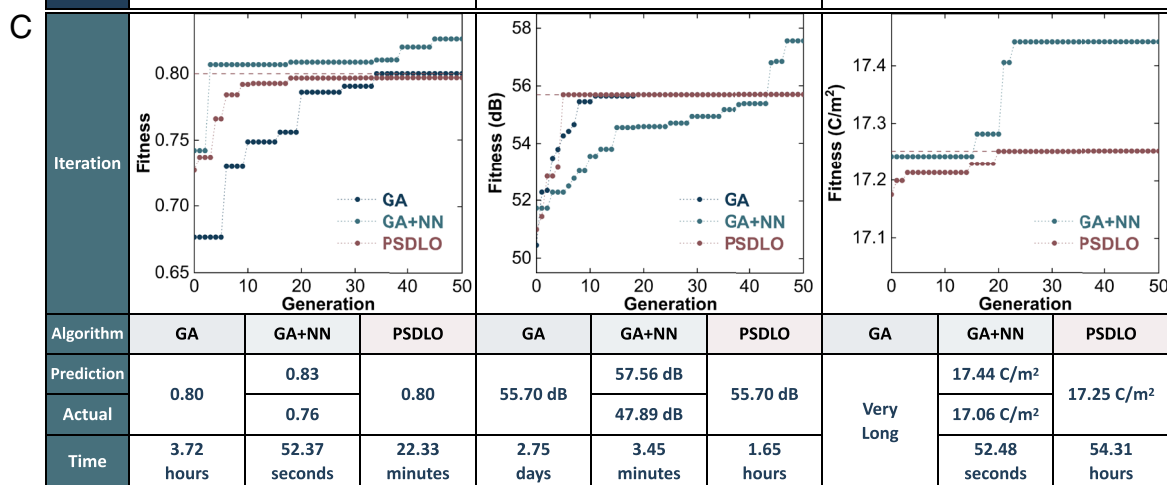 C
Iteration
Fitness
0.80
0.75
0.70
0.65
0
10
20
30
40
50
Generation
GA
GA+NN
PSDLO
Fitness (dB)
58
56
54
52
50
0
10
20
30
40
50
Generation
GA
GA+NN
PSDLO
Fitness (C/m²)
17.4
17.3
17.2
17.1
0
10
20
30
40
50
Generation
GA+NN
PSDLO
Algorithm GA GA+NN PSDLO GA GA+NN PSDLO GA GA+NN PSDLO
Prediction 0.80 0.83 0.80 55.70 dB 57.56 dB 55.70 dB Very Long 17.44 C/m² 17.25 C/m²
Actual 0.76 47.89 dB 17.06 C/m²
Time 3.72 hours 52.37 seconds 22.33 minutes 2.75 days 3.45 minutes 1.65 hours 52.48 seconds 54.31 hours